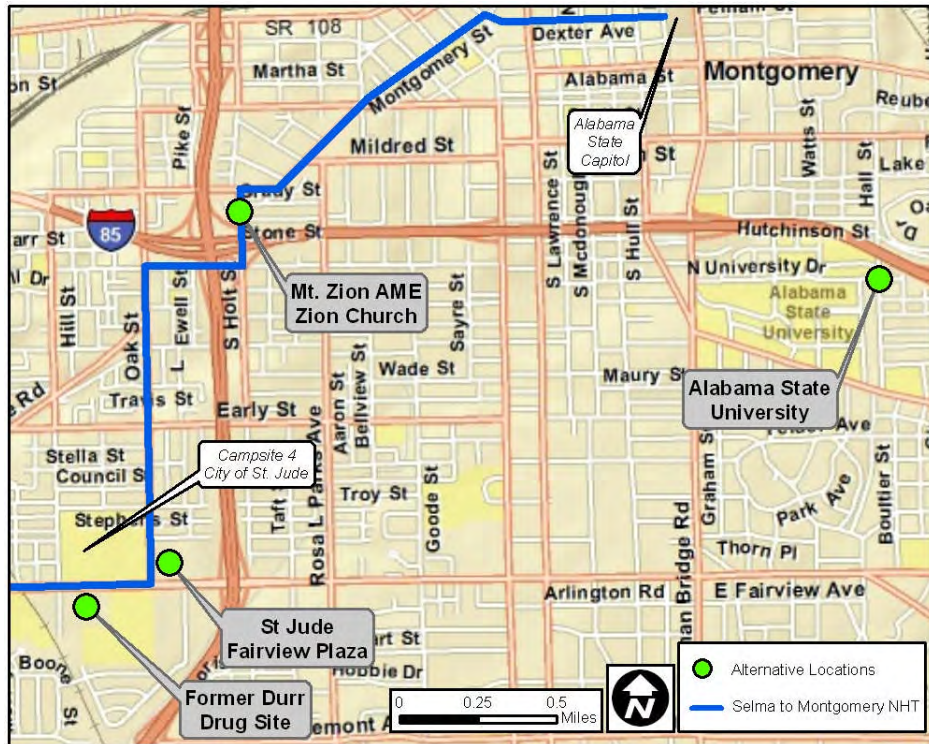 SR 108
Dexter Ave
Martha St
Montgomery St
Alabama St
Montgomery
Pike St
Mildred St
Alabama
State
Capitol
Watts St
Hall St
Lake
Stone St
85
Hutchinson St
Dr
S Lawrence St
S Hull St
N University Dr
Hill St
Oak St
Ewell St
S Holt St
Mt. Zion AME
Zion Church
Sayre St
Alabama
State
University
Wade St
Maury St
Alabama State
University
Travis St
Early St
Aaron St
Bellview St
Rosa L Parks Ave
Stella St
Council St
Campsite 4
City of St. Jude
Troy St
Goode St
Park Ave
Boultier St
Thorn Pl
Arlington Rd
E Fairview Ave
St Jude
Fairview Plaza
Hobbie Dr
Boone
St
Former Durr
Drug Site
0 0.25 0.5
Miles
N
Alternative Locations
Selma to Montgomery NHT